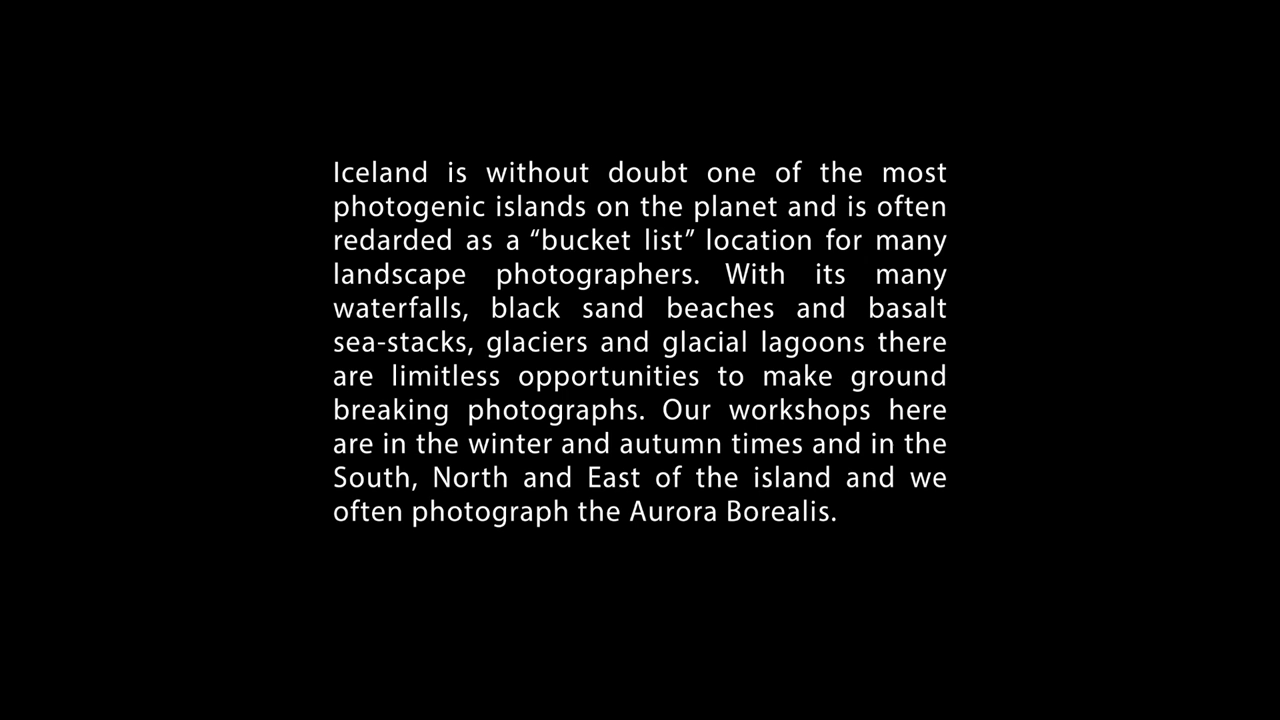 Iceland is without doubt one of the most
photogenic islands on the planet and is often
redarded as a “bucket list” location for many
landscape photographers. With its many
waterfalls, black sand beaches and basalt
sea-stacks, glaciers and glacial lagoons there
are limitless opportunities to make ground
breaking photographs. Our workshops here
are in the winter and autumn times and in the
South, North and East of the island and we
often photograph the Aurora Borealis.